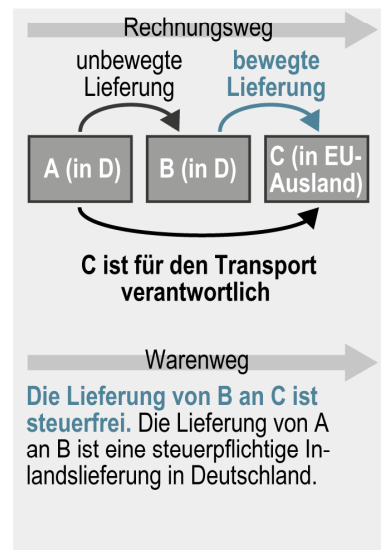 Rechnungsweg
unbewegte
Lieferung
bewegte
Lieferung
A (in D)
B (in D)
C (in EU-
Ausland)
C ist für den Transport
verantwortlich
Warenweg
Die Lieferung von B an C ist
steuerfrei. Die Lieferung von A
an B ist eine steuerpflichtige In-
landslieferung in Deutschland.